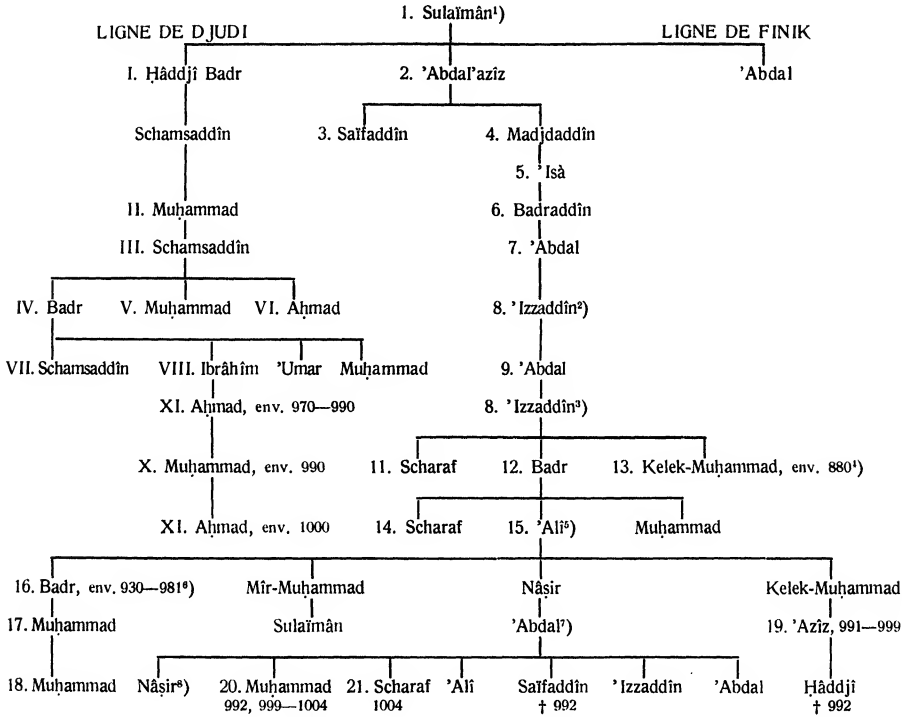 1. Sulaïmân¹)
LIGNE DE DJUDI LIGNE DE FINIK
I. Ḥâddjî Badr 2. ’Abdal’azîz ’Abdal
Schamsaddîn 3. Saïfaddîn 4. Madjdaddîn
5. ’Isà
II. Muḥammad 6. Badraddîn
III. Schamsaddîn 7. ’Abdal
IV. Badr V. Muḥammad VI. Aḥmad 8. ’Izzaddîn²)
VII. Schamsaddîn VIII. Ibrâhîm ’Umar Muḥammad 9. ’Abdal
XI. Aḥmad, env. 970—990 8. ’Izzaddîn³)
X. Muḥammad, env. 990 11. Scharaf 12. Badr 13. Kelek-Muḥammad, env. 880⁴)
XI. Aḥmad, env. 1000 14. Scharaf 15. ’Alî⁵) Muḥammad
16. Badr, env. 930—981⁶) Mîr-Muḥammad Nâṣir Kelek-Muḥammad
17. Muḥammad Sulaïmân ’Abdal⁷) 19. ’Azîz, 991—999
18. Muḥammad Nâṣir⁸) 20. Muḥammad 21. Scharaf ’Alî Saïfaddîn ’Izzaddîn ’Abdal Ḥâddjî
992, 999—1004 1004 † 992 † 992